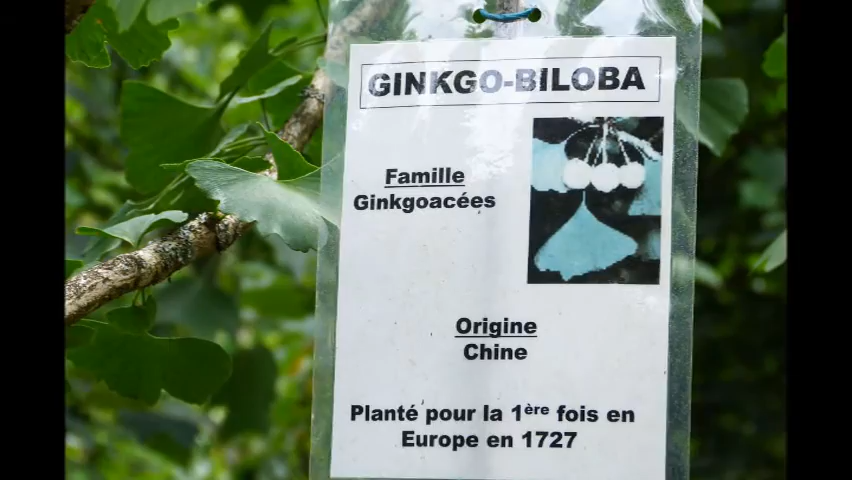 GINKGO-BILOBA
Famille
Ginkgoacées
Origine
Chine
Planté pour la 1ère fois en
Europe en 1727